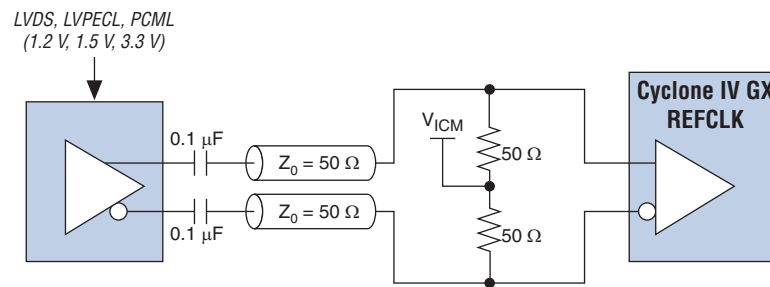 LVDS, LVPECL, PCML
(1.2 V, 1.5 V, 3.3 V)
Cyclone IV GX
REFCLK
VICM
0.1 µF
Z0 = 50 Ω
50 Ω
Z0 = 50 Ω
0.1 µF
50 Ω